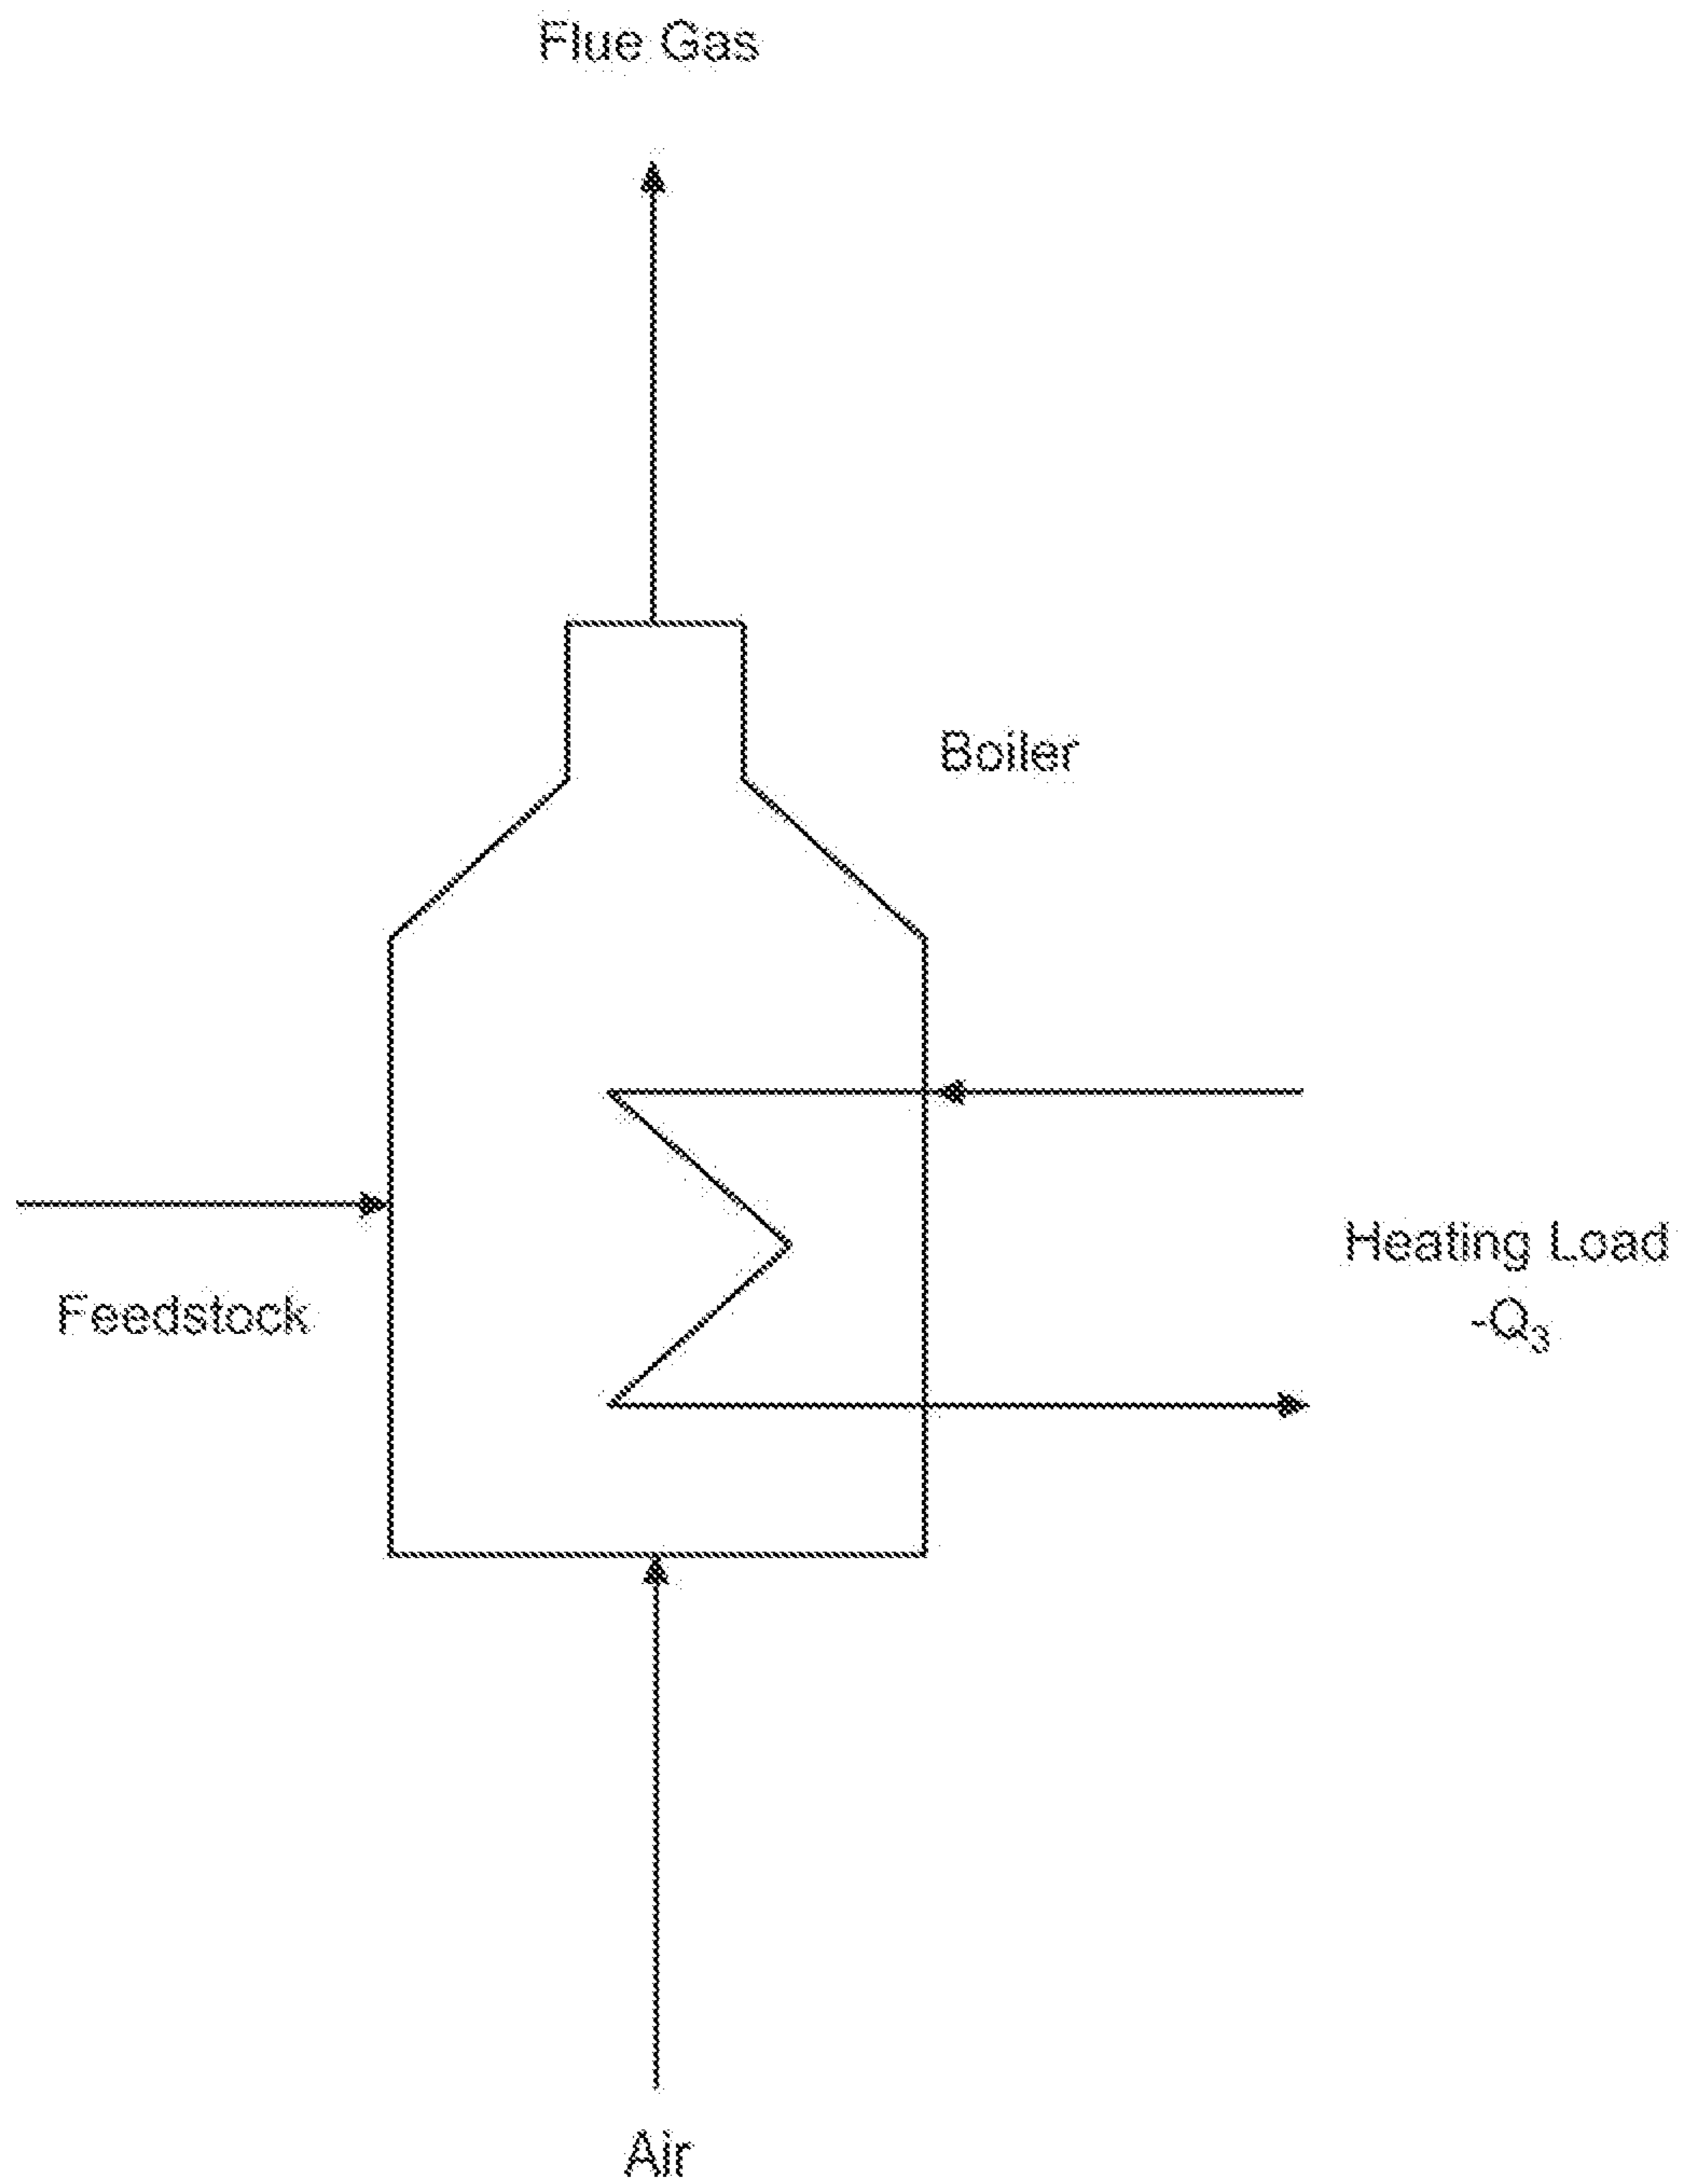 Flue Gas
Boiler
Heating Load
-Q₃
Feedstock
Air